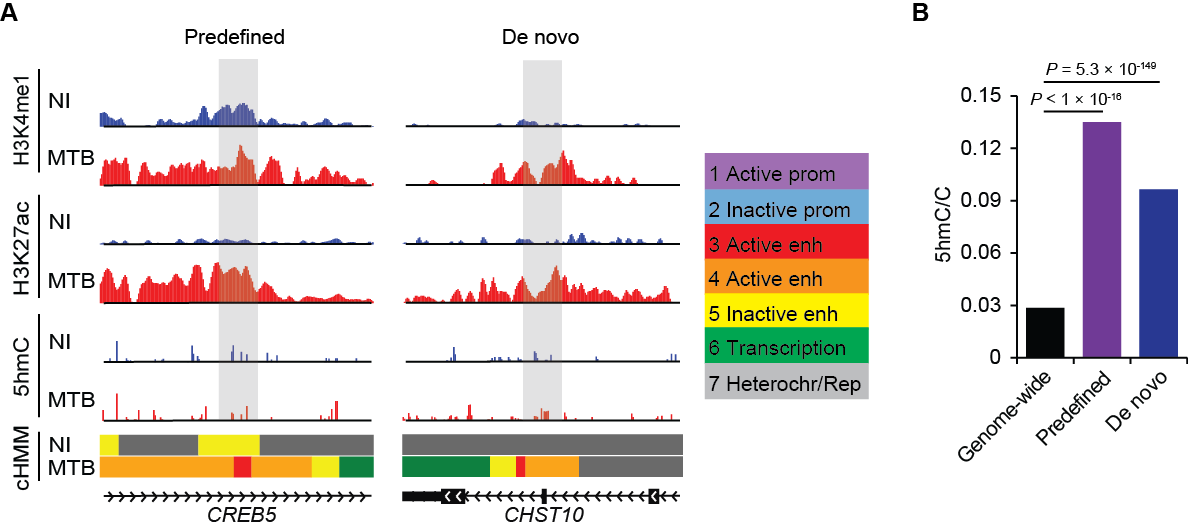 A
B
Predefined
De novo
H3K4me1
NI
MTB
H3K27ac
NI
MTB
5hmC
NI
MTB
cHMM
NI
MTB
CREB5
CHST10
1 Active prom
2 Inactive prom
3 Active enh
4 Active enh
5 Inactive enh
6 Transcription
7 Heterochr/Rep
P = 5.3 × 10-149
P < 1 × 10-16
5hmC/C
0.15
0.12
0.09
0.06
0.03
0
Genome-wide
Predefined
De novo